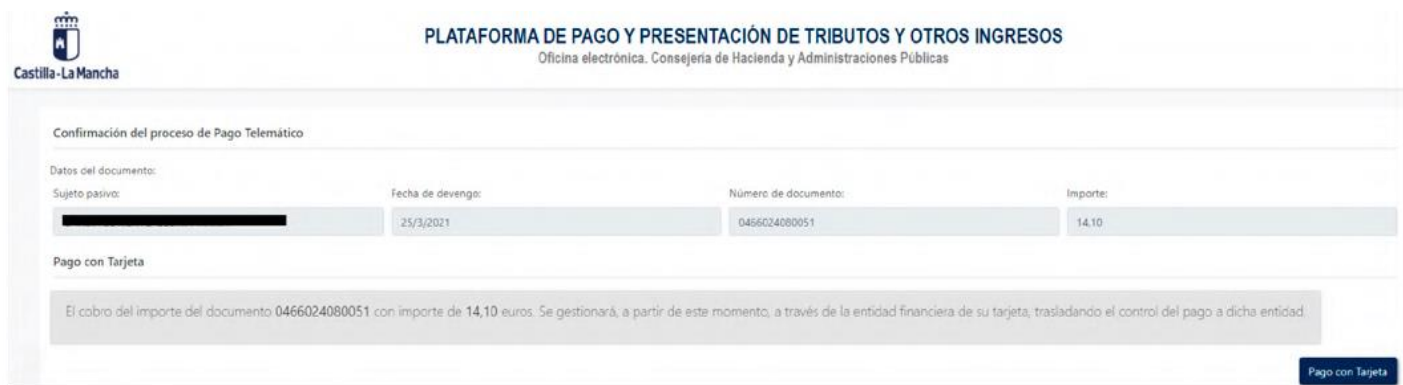 PLATAFORMA DE PAGO Y PRESENTACIÓN DE TRIBUTOS Y OTROS INGRESOS
Oficina electrónica. Consejería de Hacienda y Administraciones Públicas
Castilla-La Mancha
Confirmación del proceso de Pago Telemático
Datos del documento:
Sujeto pasivo: Fecha de devengo: Número de documento: Importe:
25/3/2021 0466024080051 14,10
Pago con Tarjeta
El cobro del importe del documento 0466024080051 con importe de 14,10 euros. Se gestionará, a partir de este momento, a través de la entidad financiera de su tarjeta, trasladando el control del pago a dicha entidad.
Pago con Tarjeta